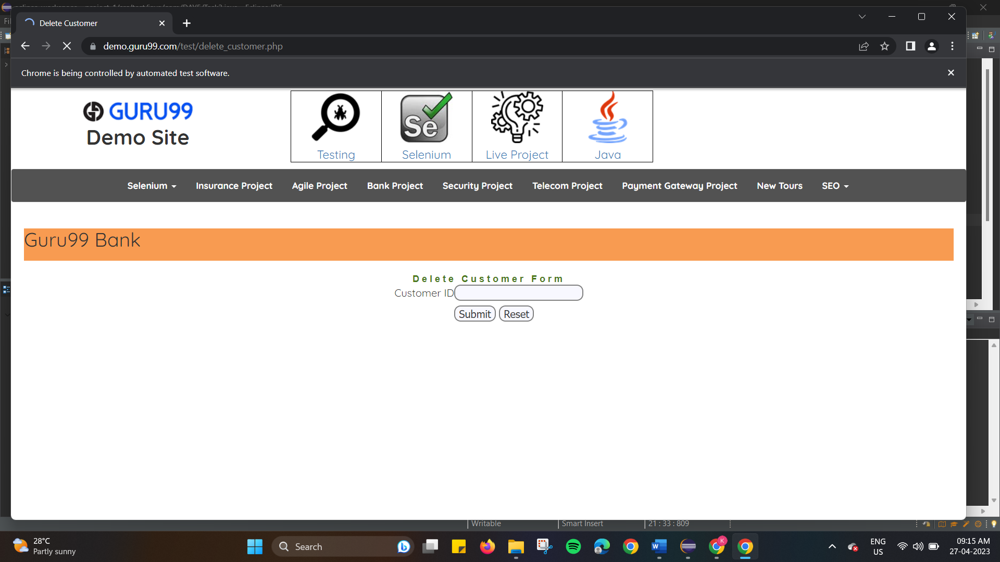 Delete Customer
demo.guru99.com/test/delete_customer.php
Chrome is being controlled by automated test software.
GURU99
Demo Site
Se
Testing
Selenium
Live Project
Java
Selenium
Insurance Project
Agile Project
Bank Project
Security Project
Telecom Project
Payment Gateway Project
New Tours
SEO
Guru99 Bank
Delete Customer Form
Customer ID
Submit
Reset
Writable
Smart Insert
21 : 33 : 809
28°C
Partly sunny
Search
W
K
ENG
US
09:15 AM
27-04-2023